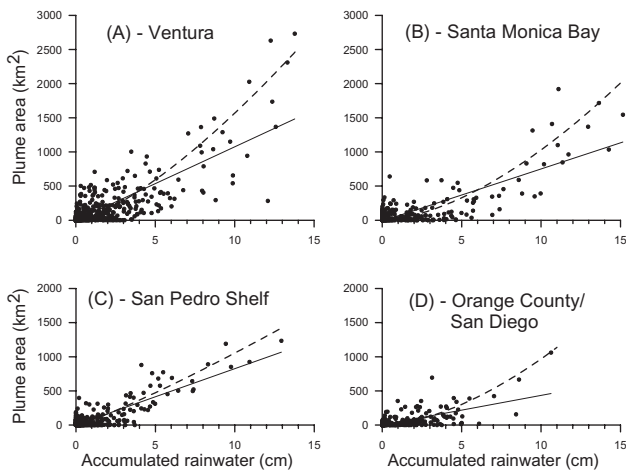 (A) - Ventura
Plume area (km2)
3000
2500
2000
1500
1000
500
0
0 5 10 15
(B) - Santa Monica Bay
3000
2500
2000
1500
1000
500
0
0 5 10 15
(C) - San Pedro Shelf
Plume area (km2)
2000
1500
1000
500
0
0 5 10 15
Accumulated rainwater (cm)
(D) - Orange County/
San Diego
2000
1500
1000
500
0
0 5 10 15
Accumulated rainwater (cm)